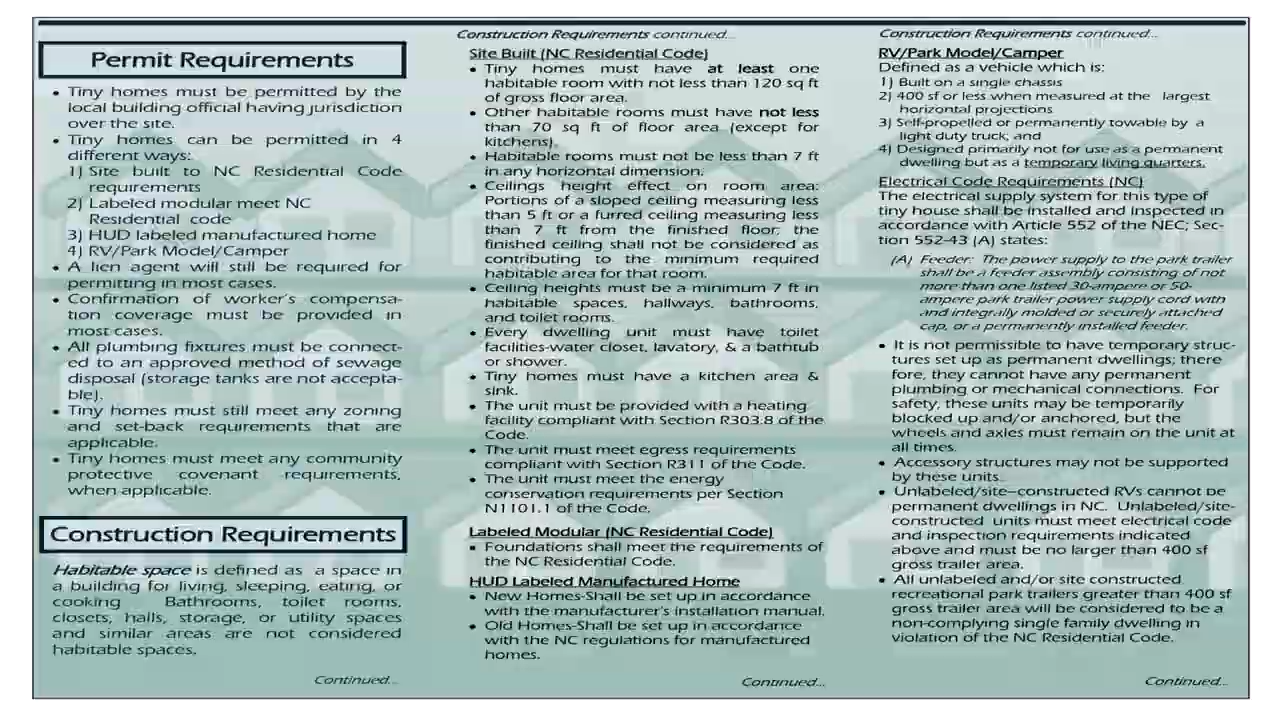 Permit Requirements
• Tiny homes must be permitted by the
local building official having jurisdiction
over the site.
• Tiny homes can be permitted in 4
different ways:
1) Site built to NC Residential Code
requirements
2) Labeled modular meet NC
Residential code
3) HUD labeled manufactured home
4) RV/Park Model/Camper
• A lien agent will still be required for
permitting in most cases.
• Confirmation of worker's compensa-
tion coverage must be provided in
most cases.
• All plumbing fixtures must be connect-
ed to an approved method of sewage
disposal (storage tanks are not accepta-
ble).
• Tiny homes must still meet any zoning
and set-back requirements that are
applicable.
• Tiny homes must meet any community
protective covenant requirements,
when applicable.
Construction Requirements
Habitable space is defined as a space in
a building for living, sleeping, eating, or
cooking Bathrooms, toilet rooms,
closets, halls, storage, or utility spaces
and similar areas are not considered
habitable spaces.
Continued...
Construction Requirements continued...
Site Built (NC Residential Code)
• Tiny homes must have at least one
habitable room with not less than 120 sq ft
of gross floor area.
• Other habitable rooms must have not less
than 70 sq ft of floor area (except for
kitchens).
• Habitable rooms must not be less than 7 ft
in any horizontal dimension.
• Ceilings height effect on room area:
Portions of a sloped ceiling measuring less
than 5 ft or a furred ceiling measuring less
than 7 ft from the finished floor; the
finished ceiling shall not be considered as
contributing to the minimum required
habitable area for that room.
• Ceiling heights must be a minimum 7 ft in
habitable spaces, hallways, bathrooms,
and toilet rooms.
• Every dwelling unit must have toilet
facilities-water closet, lavatory, & a bathtub
or shower.
• Tiny homes must have a kitchen area &
sink.
• The unit must be provided with a heating
facility compliant with Section R303.8 of the
Code.
• The unit must meet egress requirements
compliant with Section R311 of the Code.
• The unit must meet the energy
conservation requirements per Section
N1101.1 of the Code.
Labeled Modular (NC Residential Code)
• Foundations shall meet the requirements of
the NC Residential Code.
HUD Labeled Manufactured Home
• New Homes-Shall be set up in accordance
with the manufacturer's installation manual.
• Old Homes-Shall be set up in accordance
with the NC regulations for manufactured
homes.
Continued...
Construction Requirements continued...
RV/Park Model/Camper
Defined as a vehicle which is:
1) Built on a single chassis
2) 400 sf or less when measured at the largest
horizontal projections
3) Self-propelled or permanently towable by a
light duty truck; and
4) Designed primarily not for use as a permanent
dwelling but as a temporary living quarters.
Electrical Code Requirements (NC)
The electrical supply system for this type of
tiny house shall be installed and inspected in
accordance with Article 552 of the NEC; Sec-
tion 552-43 (A) states:
(A) Feeder: The power supply to the park trailer
shall be a feeder assembly consisting of not
more than one listed 30-ampere or 50-
ampere park trailer power supply cord with
and integrally molded or securely attached
cap, or a permanently installed feeder.
• It is not permissible to have temporary struc-
tures set up as permanent dwellings; there
fore, they cannot have any permanent
plumbing or mechanical connections. For
safety, these units may be temporarily
blocked up and/or anchored, but the
wheels and axles must remain on the unit at
all times.
• Accessory structures may not be supported
by these units.
• Unlabeled/site–constructed RVs cannot be
permanent dwellings in NC. Unlabeled/site-
constructed units must meet electrical code
and inspection requirements indicated
above and must be no larger than 400 sf
gross trailer area.
• All unlabeled and/or site constructed
recreational park trailers greater than 400 sf
gross trailer area will be considered to be a
non-complying single family dwelling in
violation of the NC Residential Code.
Continued...